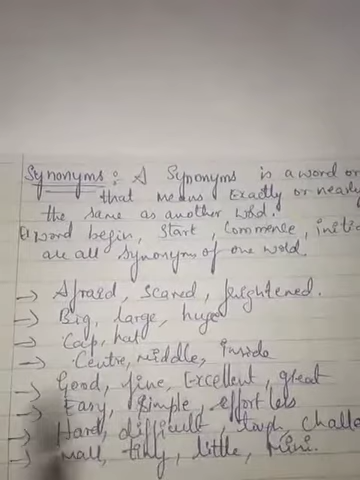 Synonyms : A Synonyms is a word or
that means Exactly or nearly
the same as another word.
word begin, Start, Commence,
are all Synonyms of one word.
→ Afraid, Scared, frightened.
→ Big, large, huge
→ Cap, hat
→ Centre, middle, inside
→ Good, fine, Excellent, great
→ Easy, Simple, effortless
→ Hard, difficult, tough, Challe
→ Small, tiny, little, Mini.